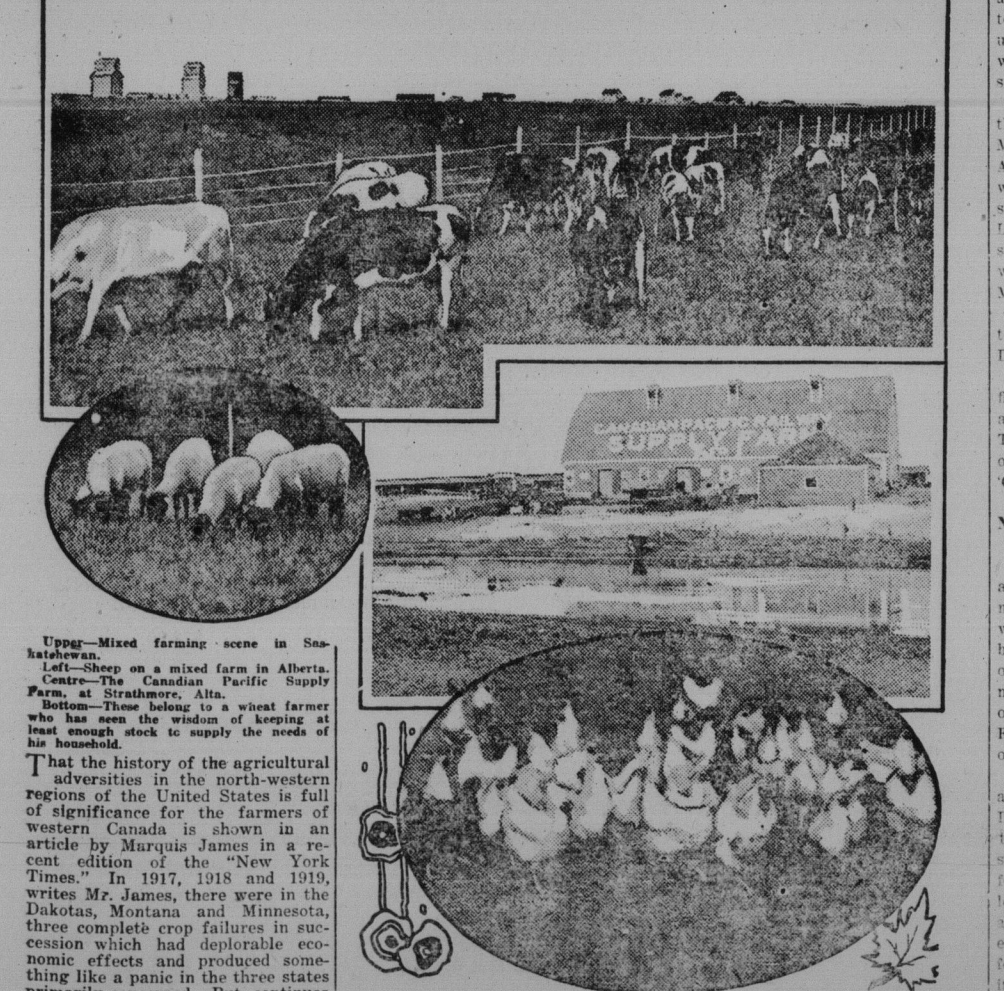 CANADIAN PACIFIC RAILWAY
SUPPLY FARM
Upper—Mixed farming scene in Sas-
katchewan.
Left—Sheep on a mixed farm in Alberta.
Centre—The Canadian Pacific Supply
Farm, at Strathmore, Alta.
Bottom—These belong to a wheat farmer
who has seen the wisdom of keeping at
least enough stock to supply the needs of
his household.
That the history of the agricultural
adversities in the north-western
regions of the United States is full
of significance for the farmers of
western Canada is shown in an
article by Marquis James in a re-
cent edition of the “New York
Times.” In 1917, 1918 and 1919,
writes Mr. James, there were in the
Dakotas, Montana and Minnesota,
three complete crop failures in suc-
cession which had deplorable eco-
nomic effects and produced some-
thing like a panic in the three states